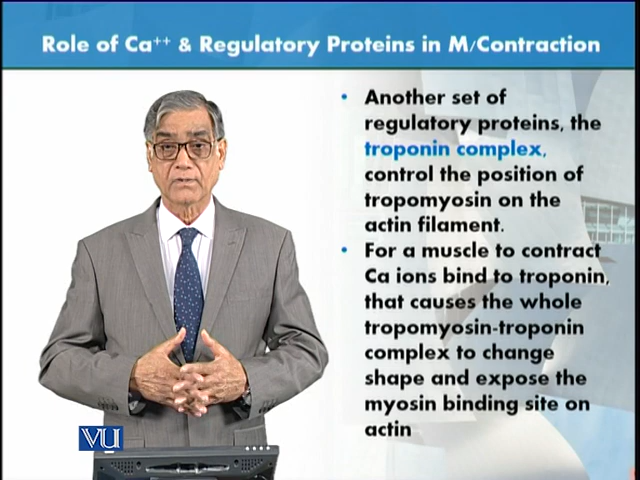 Role of Ca⁺⁺ & Regulatory Proteins in M/Contraction
• Another set of
regulatory proteins, the
troponin complex,
control the position of
tropomyosin on the
actin filament.
• For a muscle to contract
Ca ions bind to troponin,
that causes the whole
tropomyosin-troponin
complex to change
shape and expose the
myosin binding site on
actin
VU